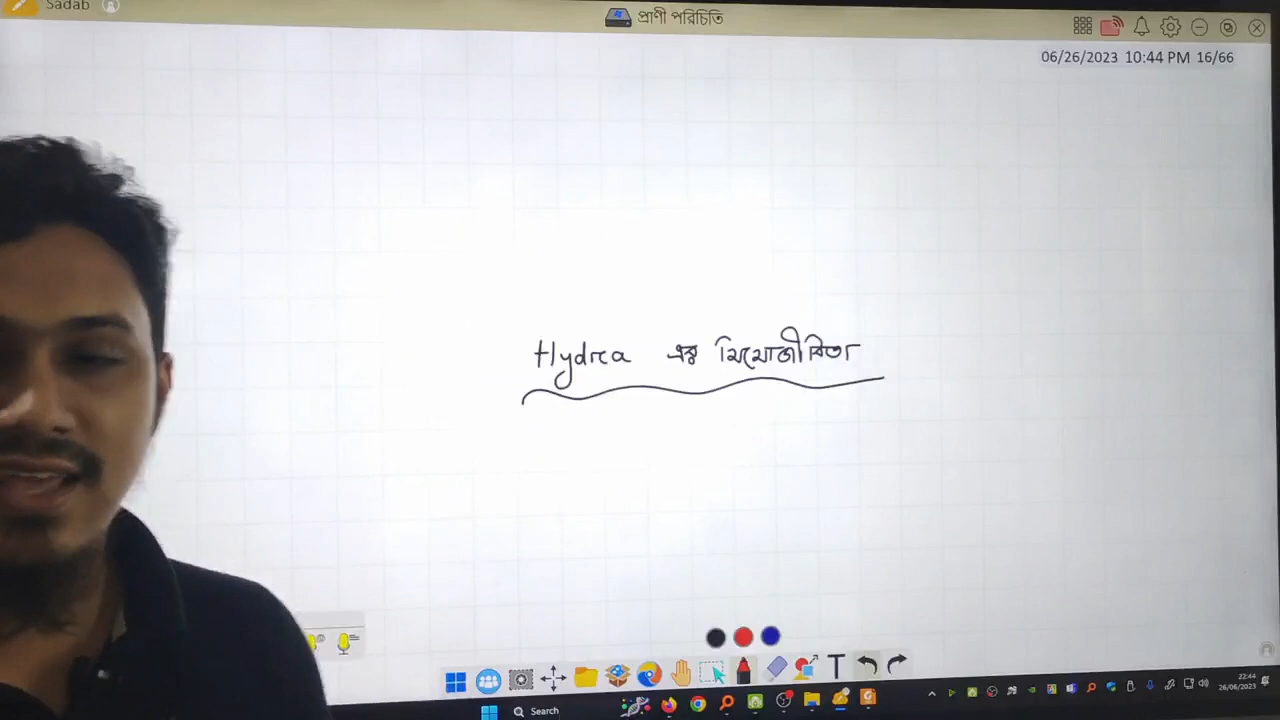 Sadab
প্রাণী পরিচিতি
06/26/2023 10:44 PM 16/66
Hydra এর মিথোজীবিতা
T
Search
22:44
26/06/2023